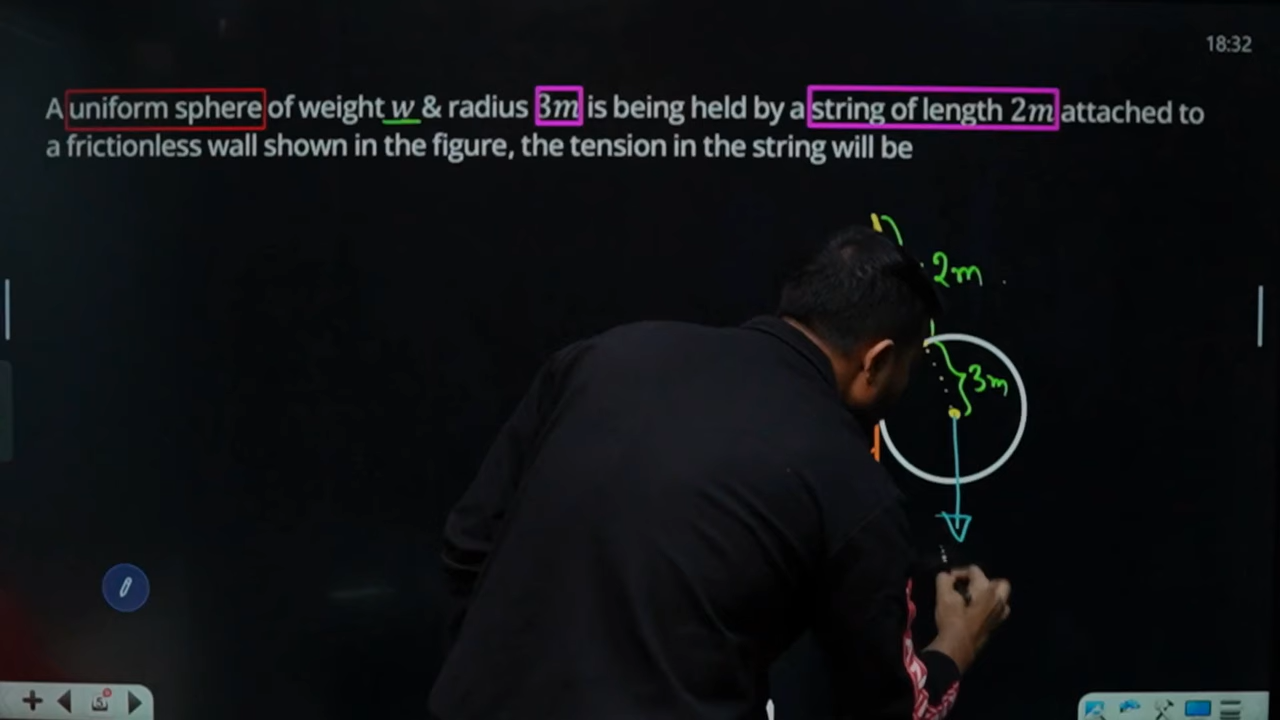 18:32
A uniform sphere of weight w & radius 3m is being held by a string of length 2m attached to
a frictionless wall shown in the figure, the tension in the string will be
2m
3m